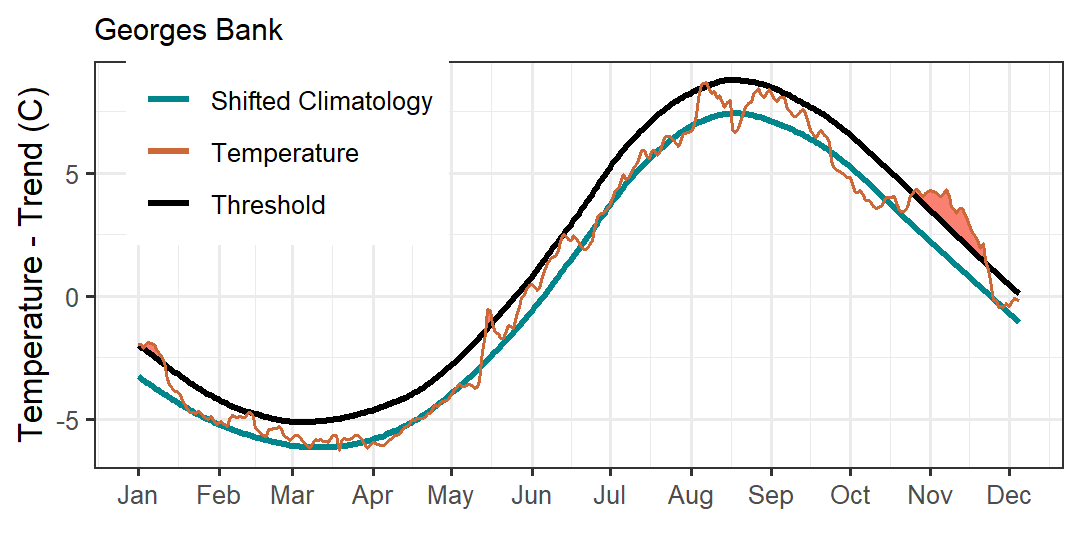 Georges Bank
Shifted Climatology
Temperature
Threshold
Temperature - Trend (C)
5
0
-5
Jan Feb Mar Apr May Jun Jul Aug Sep Oct Nov Dec